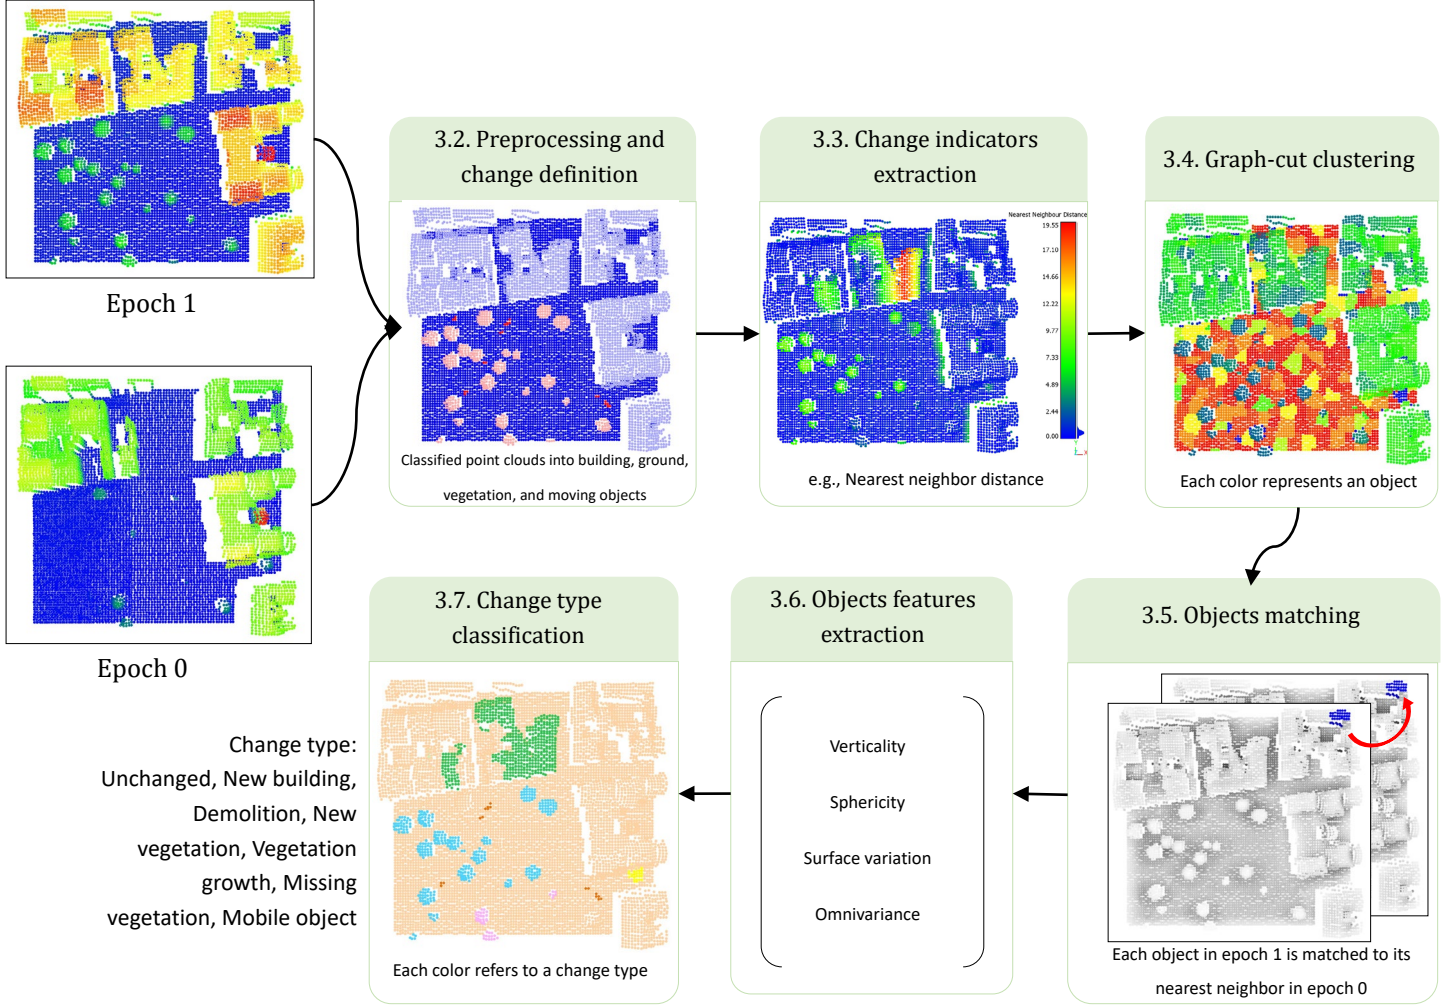 Epoch 1
Epoch 0
3.2. Preprocessing and
change definition
Classified point clouds into building, ground,
vegetation, and moving objects
3.3. Change indicators
extraction
Nearest Neighbour Distance
19.55
17.10
14.66
12.22
9.77
7.33
4.89
2.44
0.00
Z
X
e.g., Nearest neighbor distance
3.4. Graph-cut clustering
Each color represents an object
3.5. Objects matching
Each object in epoch 1 is matched to its
nearest neighbor in epoch 0
3.6. Objects features
extraction
Verticality
Sphericity
Surface variation
Omnivariance
3.7. Change type
classification
Each color refers to a change type
Change type:
Unchanged, New building,
Demolition, New
vegetation, Vegetation
growth, Missing
vegetation, Mobile object